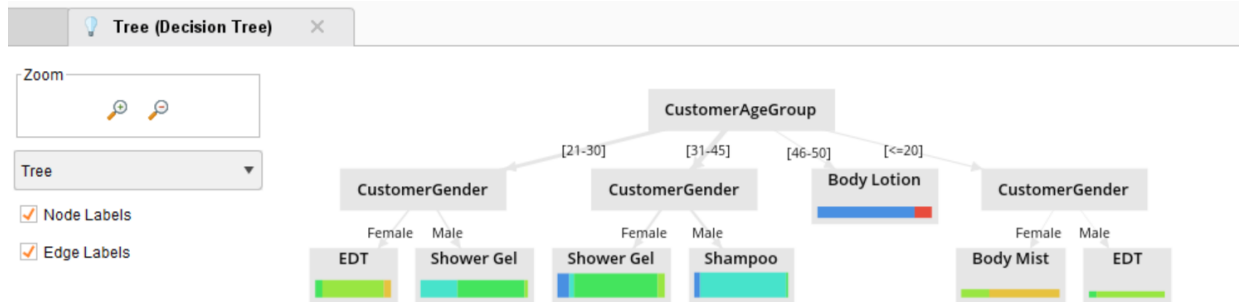 Tree (Decision Tree)
Zoom
Tree
Node Labels
Edge Labels
CustomerAgeGroup
[21-30] [31-45] [46-50] [<=20]
CustomerGender CustomerGender Body Lotion CustomerGender
Female Male Female Male Female Male
EDT Shower Gel Shower Gel Shampoo Body Mist EDT